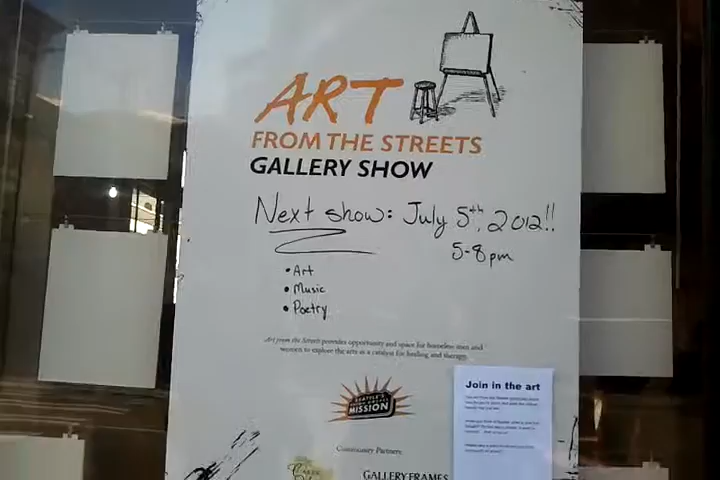 ART
FROM THE STREETS
GALLERY SHOW
Next show: July 5th, 2012!!
5-8pm
• Art
• Music
• Poetry
Art from the Streets provides opportunity and space for homeless men and
women to explore the arts as a catalyst for healing and therapy.
SEATTLE'S
MISSION
Community Partners
GALLERY FRAMES
Join in the art